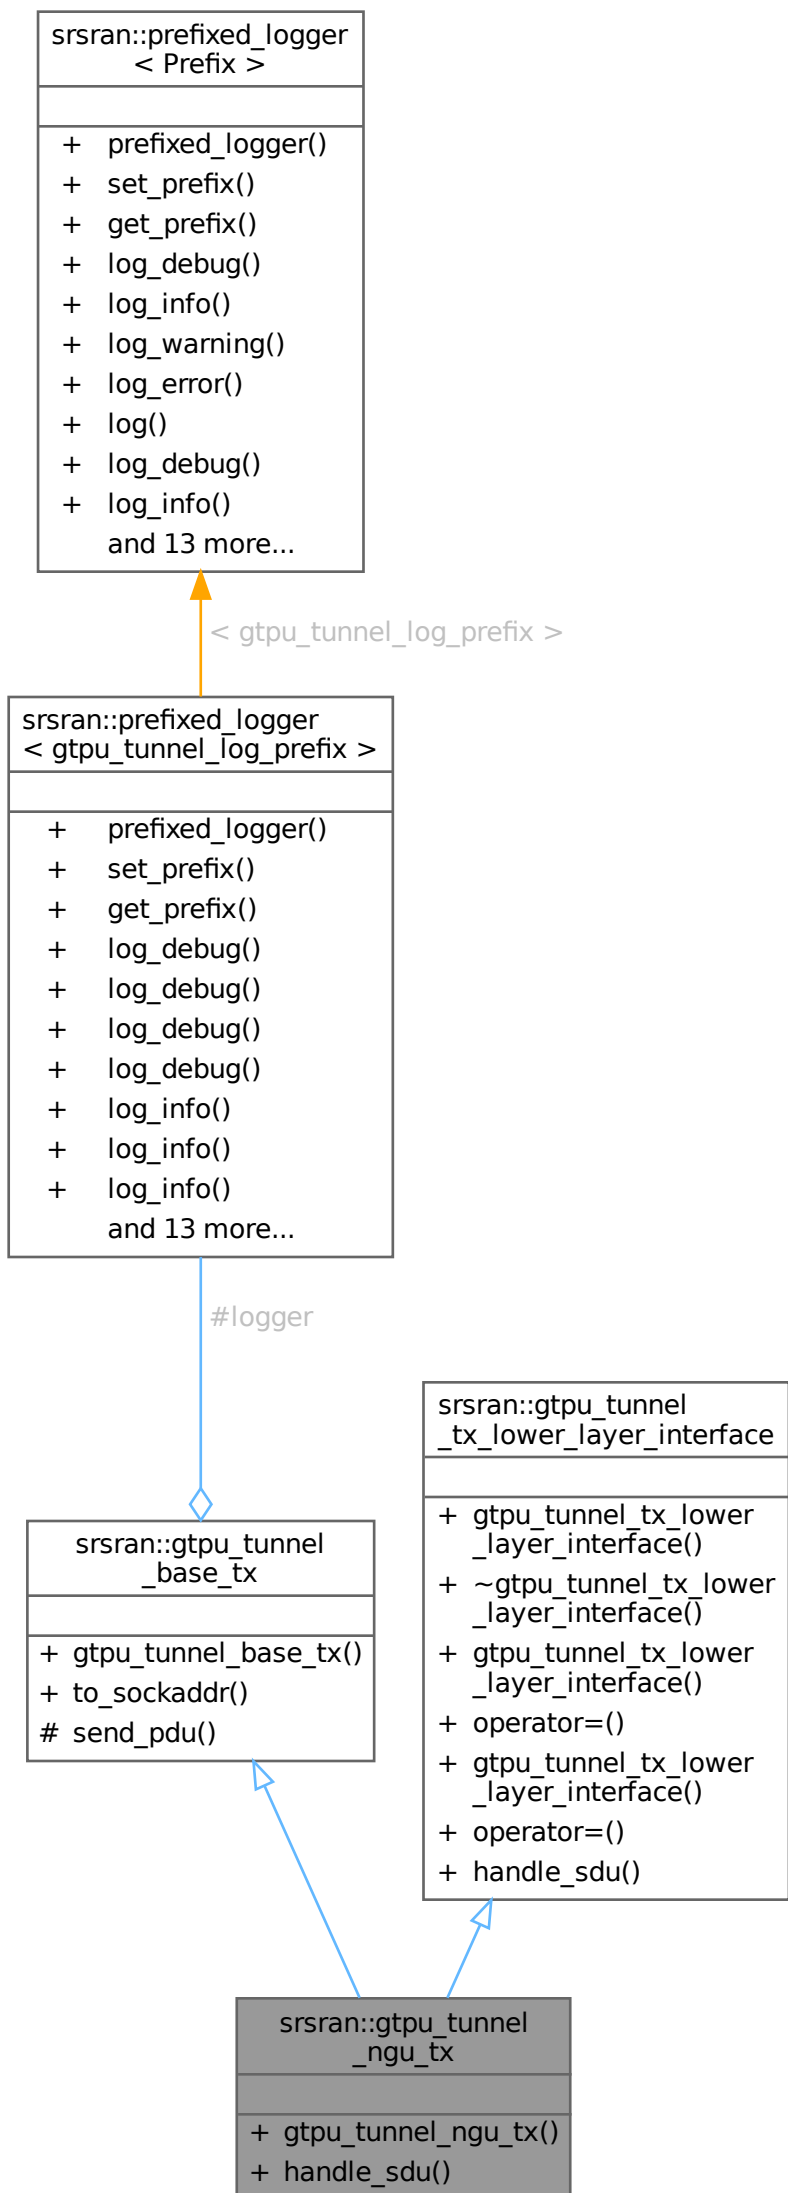 srsran::prefixed_logger
< Prefix >
+ prefixed_logger()
+ set_prefix()
+ get_prefix()
+ log_debug()
+ log_info()
+ log_warning()
+ log_error()
+ log()
+ log_debug()
+ log_info()
and 13 more...
< gtpu_tunnel_log_prefix >
srsran::prefixed_logger
< gtpu_tunnel_log_prefix >
+ prefixed_logger()
+ set_prefix()
+ get_prefix()
+ log_debug()
+ log_debug()
+ log_debug()
+ log_debug()
+ log_info()
+ log_info()
+ log_info()
and 13 more...
#logger
srsran::gtpu_tunnel
_tx_lower_layer_interface
+ gtpu_tunnel_tx_lower
_layer_interface()
+ ~gtpu_tunnel_tx_lower
_layer_interface()
+ gtpu_tunnel_tx_lower
_layer_interface()
+ operator=()
+ gtpu_tunnel_tx_lower
_layer_interface()
+ operator=()
+ handle_sdu()
srsran::gtpu_tunnel
_base_tx
+ gtpu_tunnel_base_tx()
+ to_sockaddr()
# send_pdu()
srsran::gtpu_tunnel
_ngu_tx
+ gtpu_tunnel_ngu_tx()
+ handle_sdu()